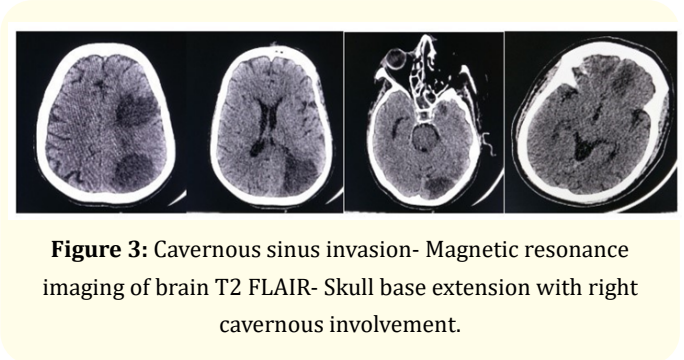 Figure 3: Cavernous sinus invasion- Magnetic resonance
imaging of brain T2 FLAIR- Skull base extension with right
cavernous involvement.